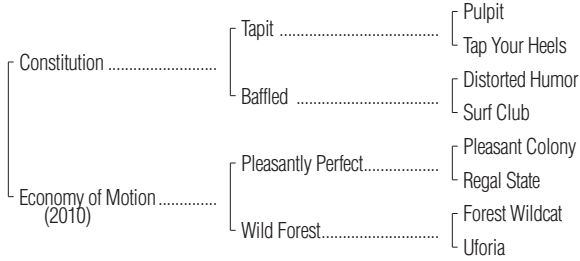 Pulpit
Tapit ................................
Tap Your Heels
Constitution ...........................
Distorted Humor
Baffled ................................
Surf Club
Pleasant Colony
Pleasantly Perfect.................
Regal State
Economy of Motion ..............
(2010)
Forest Wildcat
Wild Forest..........................
Uforia